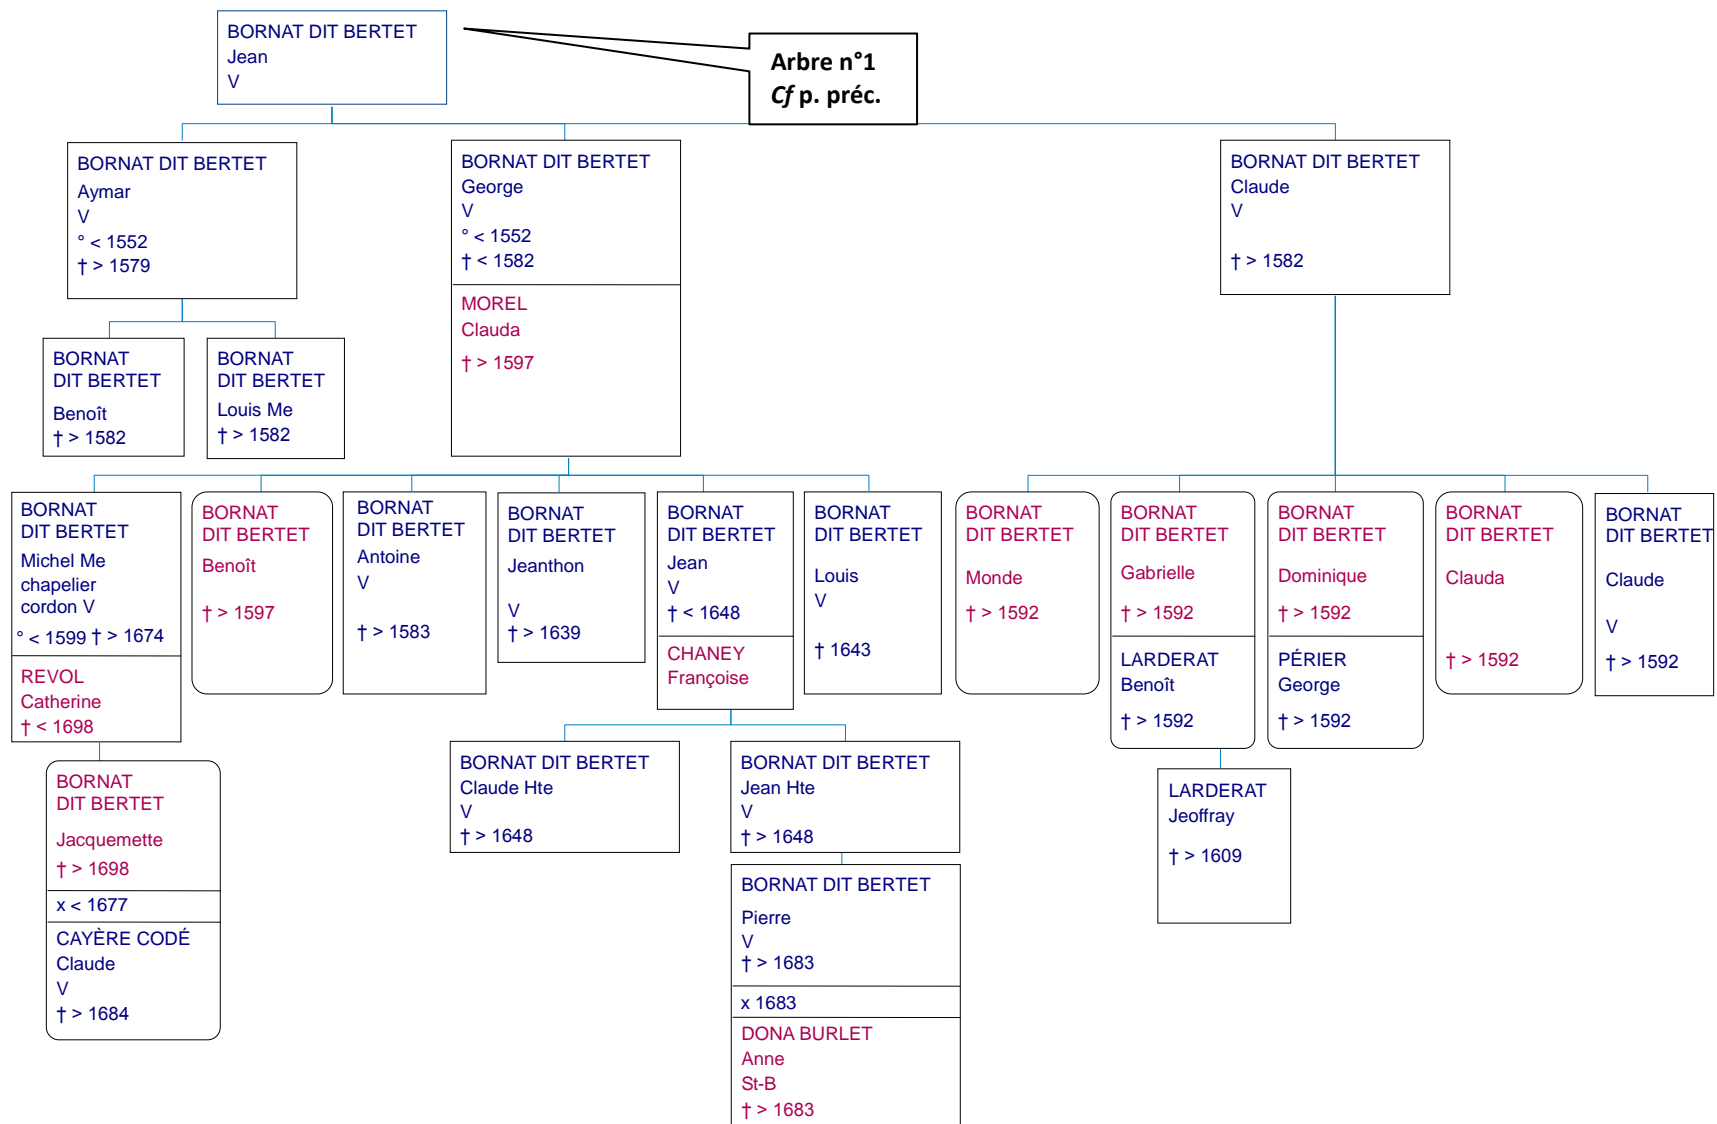 BORNAT DIT BERTET
Jean
V
Arbre n°1
Cf p. préc.
BORNAT DIT BERTET
Aymar
V
° < 1552
† > 1579
BORNAT DIT BERTET
George
V
° < 1552
† < 1582
MOREL
Clauda
† > 1597
BORNAT DIT BERTET
Claude
V
† > 1582
BORNAT
DIT BERTET
Benoît
† > 1582
BORNAT
DIT BERTET
Louis Me
† > 1582
BORNAT
DIT BERTET
Michel Me
chapelier
cordon V
° < 1599 † > 1674
REVOL
Catherine
† < 1698
BORNAT
DIT BERTET
Benoît
† > 1597
BORNAT
DIT BERTET
Antoine
V
† > 1583
BORNAT
DIT BERTET
Jeanthon
V
† > 1639
BORNAT
DIT BERTET
Jean
V
† < 1648
CHANEY
Françoise
BORNAT
DIT BERTET
Louis
V
† 1643
BORNAT
DIT BERTET
Monde
† > 1592
BORNAT
DIT BERTET
Gabrielle
† > 1592
LARDERAT
Benoît
† > 1592
BORNAT
DIT BERTET
Dominique
† > 1592
PÉRIER
George
† > 1592
BORNAT
DIT BERTET
Clauda
† > 1592
BORNAT
DIT BERTET
Claude
V
† > 1592
BORNAT
DIT BERTET
Jacquemette
† > 1698
x < 1677
CAYÈRE CODÉ
Claude
V
† > 1684
BORNAT DIT BERTET
Claude Hte
V
† > 1648
BORNAT DIT BERTET
Jean Hte
V
† > 1648
BORNAT DIT BERTET
Pierre
V
† > 1683
x 1683
DONA BURLET
Anne
St-B
† > 1683
LARDERAT
Jeoffray
† > 1609